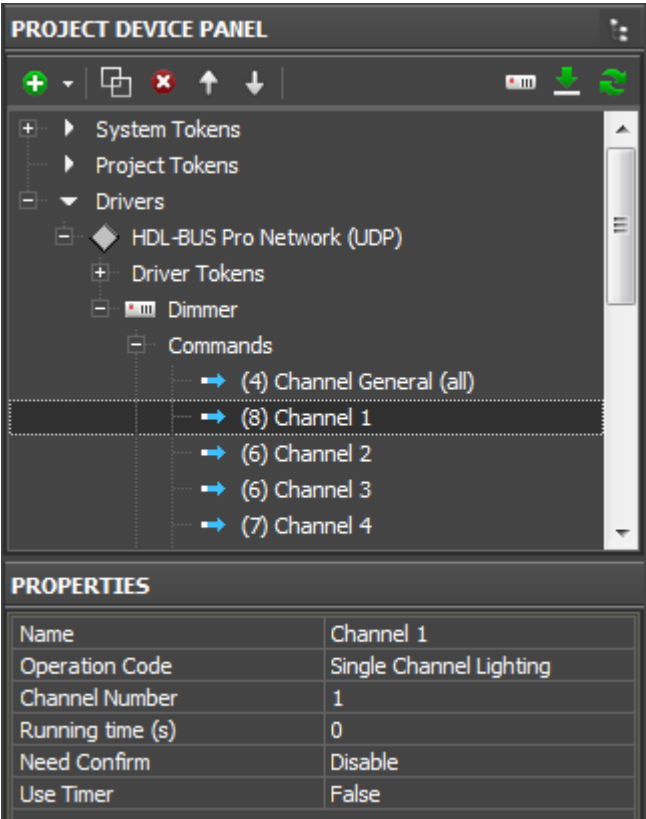 PROJECT DEVICE PANEL
System Tokens
Project Tokens
Drivers
HDL-BUS Pro Network (UDP)
Driver Tokens
Dimmer
Commands
(4) Channel General (all)
(8) Channel 1
(6) Channel 2
(6) Channel 3
(7) Channel 4
PROPERTIES
Name Channel 1
Operation Code Single Channel Lighting
Channel Number 1
Running time (s) 0
Need Confirm Disable
Use Timer False